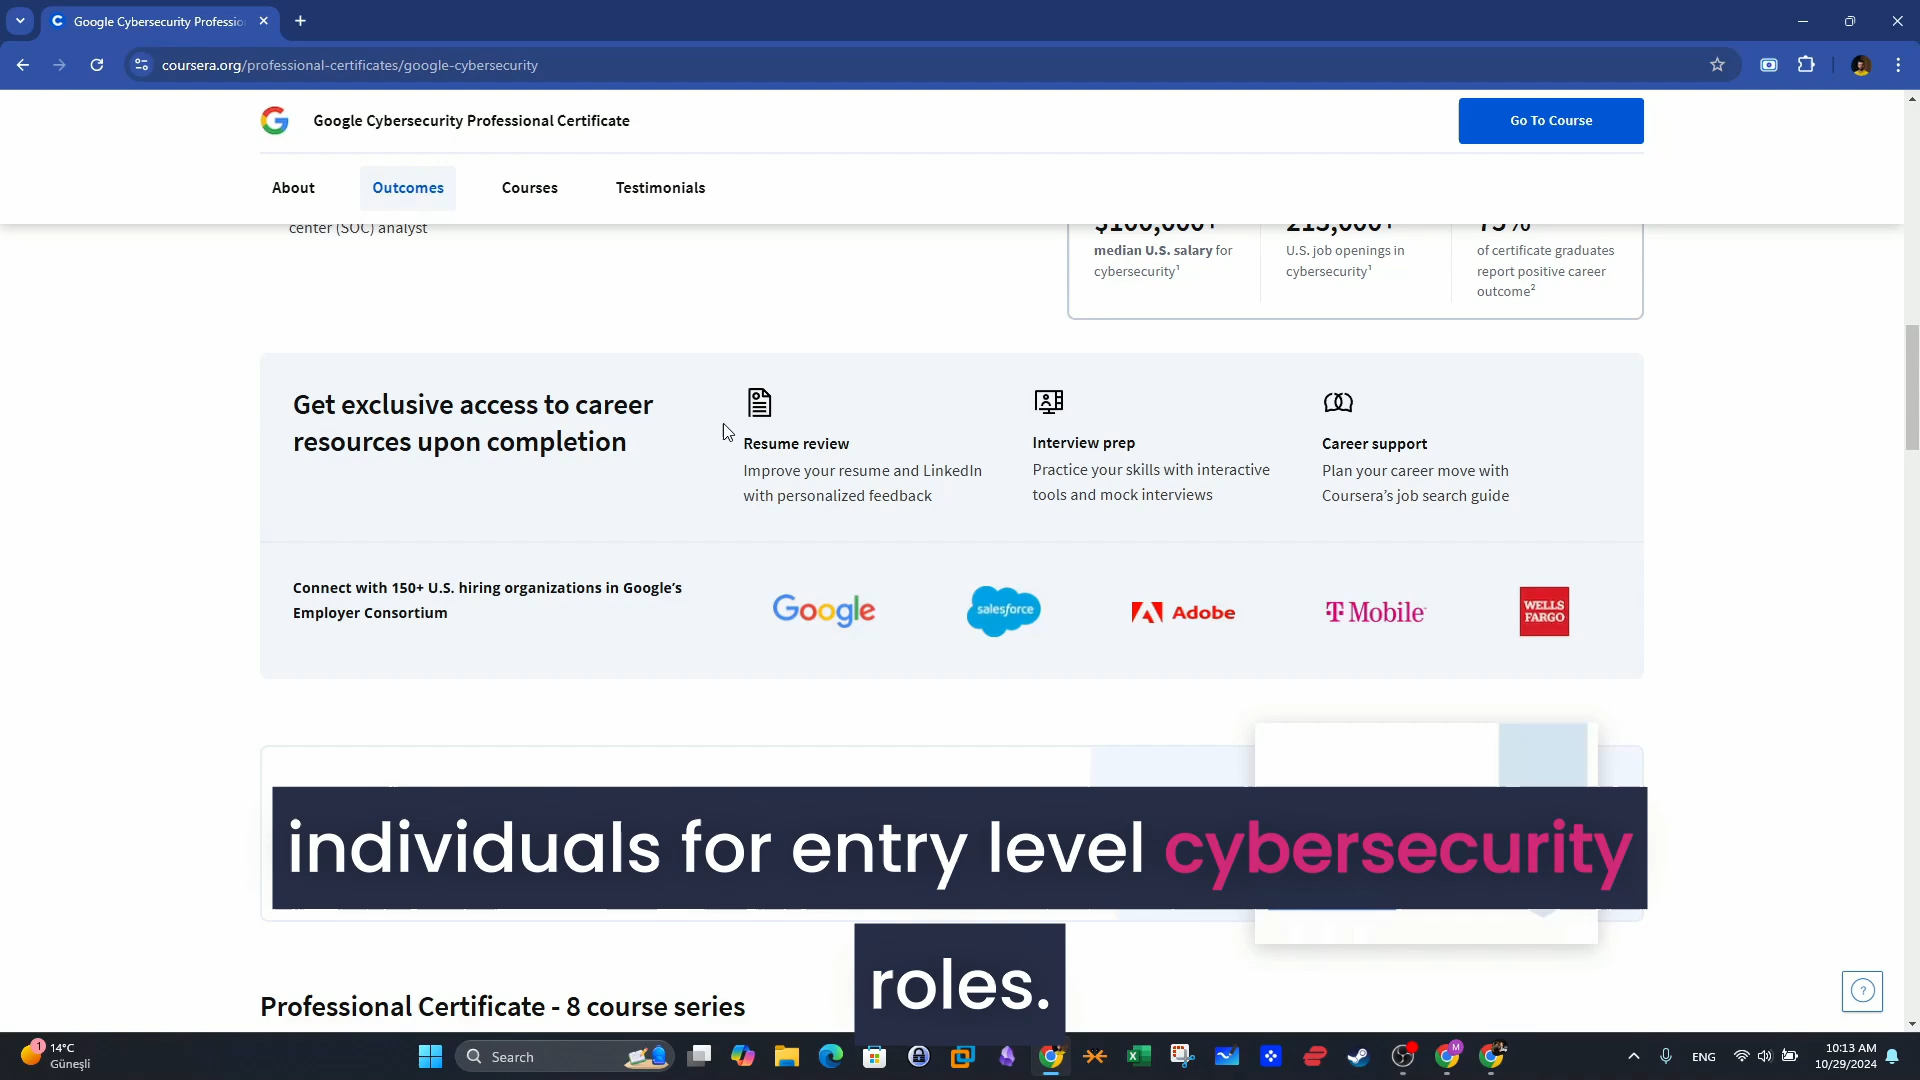 Google Cybersecurity Professio
coursera.org/professional-certificates/google-cybersecurity
Google Cybersecurity Professional Certificate
Go To Course
About
Outcomes
Courses
Testimonials
center (SOC) analyst
$100,000+
215,000+
75%
median U.S. salary for
cybersecurity¹
U.S. job openings in
cybersecurity¹
of certificate graduates
report positive career
outcome²
Get exclusive access to career
resources upon completion
Resume review
Improve your resume and LinkedIn
with personalized feedback
Interview prep
Practice your skills with interactive
tools and mock interviews
Career support
Plan your career move with
Coursera's job search guide
Connect with 150+ U.S. hiring organizations in Google's
Employer Consortium
Google
salesforce
Adobe
T Mobile
WELLS
FARGO
individuals for entry level cybersecurity
roles.
Professional Certificate - 8 course series
1
14°C
Güneşli
Search
M
ENG
10:13 AM
10/29/2024